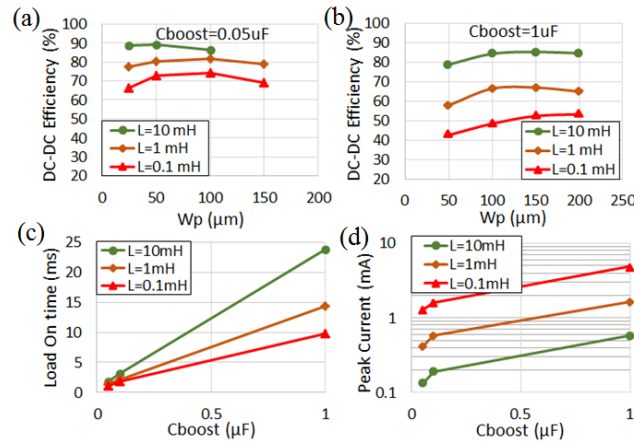 (a)
Cboost=0.05uF
DC-DC Efficiency (%)
100
90
80
70
60
50
40
30
20
L=10 mH
L=1 mH
L=0.1 mH
0
50
100
150
200
Wp (µm)
(b)
Cboost=1uF
DC-DC Efficiency (%)
100
90
80
70
60
50
40
30
20
L=10 mH
L=1 mH
L=0.1 mH
0
50
100
150
200
250
Wp (µm)
(c)
Load On time (ms)
25
20
15
10
5
0
L=10mH
L=1mH
L=0.1mH
0
0.5
1
Cboost (µF)
(d)
Peak Current (mA)
10
1
0.1
L=10mH
L=1mH
L=0.1mH
0
0.5
1
Cboost (µF)